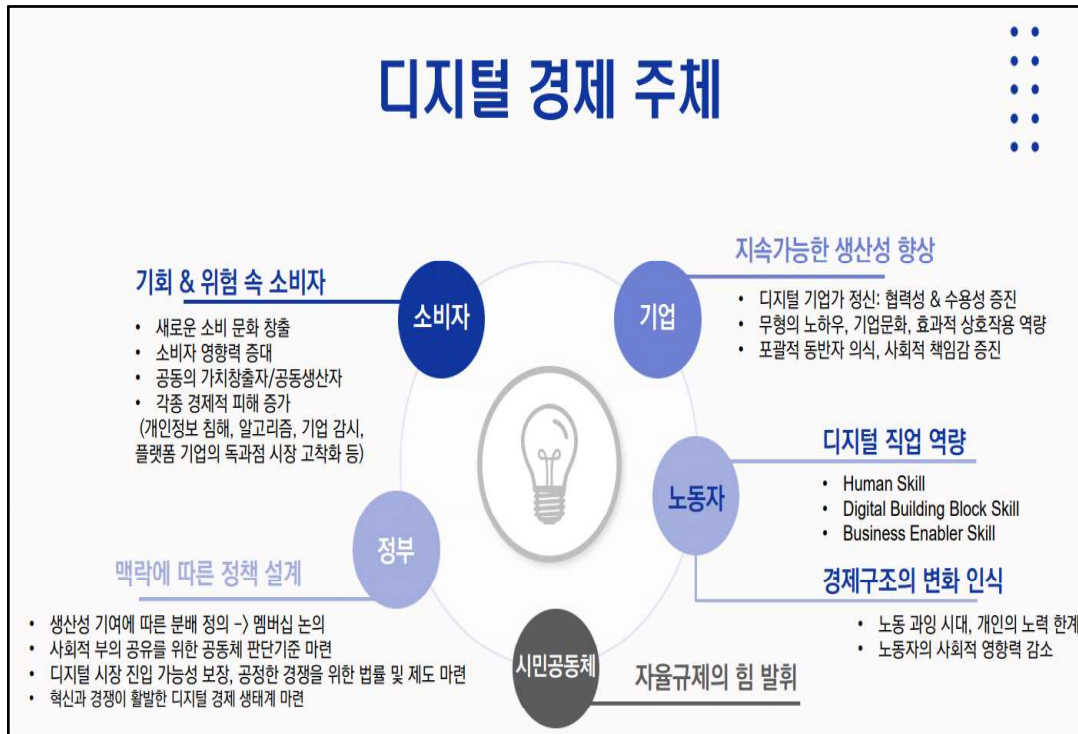 디지털 경제 주체
기회 & 위험 속 소비자
• 새로운 소비 문화 창출
• 소비자 영향력 증대
• 공동의 가치창출자/공동생산자
• 각종 경제적 피해 증가
(개인정보 침해, 알고리즘, 기업 감시,
플랫폼 기업의 독과점 시장 고착화 등)
소비자
기업
지속가능한 생산성 향상
• 디지털 기업가 정신: 협력성 & 수용성 증진
• 무형의 노하우, 기업문화, 효과적 상호작용 역량
• 포괄적 동반자 의식, 사회적 책임감 증진
노동자
디지털 직업 역량
• Human Skill
• Digital Building Block Skill
• Business Enabler Skill
경제구조의 변화 인식
• 노동 과잉 시대, 개인의 노력 한계
• 노동자의 사회적 영향력 감소
정부
맥락에 따른 정책 설계
• 생산성 기여에 따른 분배 정의 –> 멤버십 논의
• 사회적 부의 공유를 위한 공동체 판단기준 마련
• 디지털 시장 진입 가능성 보장, 공정한 경쟁을 위한 법률 및 제도 마련
• 혁신과 경쟁이 활발한 디지털 경제 생태계 마련
시민공동체
자율규제의 힘 발휘